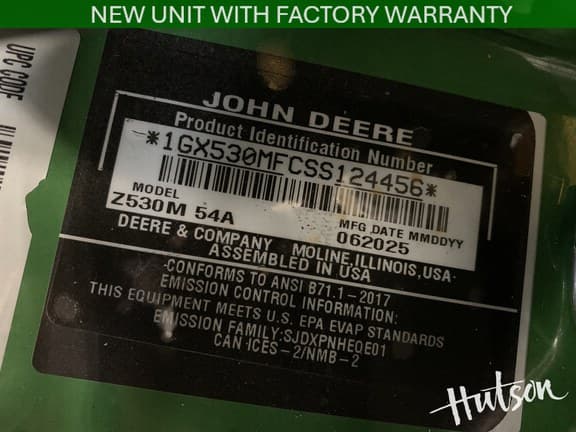 NEW UNIT WITH FACTORY WARRANTY
UPC CODE
JOHN DEERE
Product Identification Number
*1GX530MFCSS124456*
MODEL
Z530M 54A
MFG DATE MMDDYY
062025
DEERE & COMPANY MOLINE, ILLINOIS, USA
ASSEMBLED IN USA
CONFORMS TO ANSI B71.1-2017
EMISSION CONTROL INFORMATION:
THIS EQUIPMENT MEETS U.S. EPA EVAP STANDARDS
EMISSION FAMILY:SJDXPNHEQE01
CAN ICES-2/NMB-2
Hutson